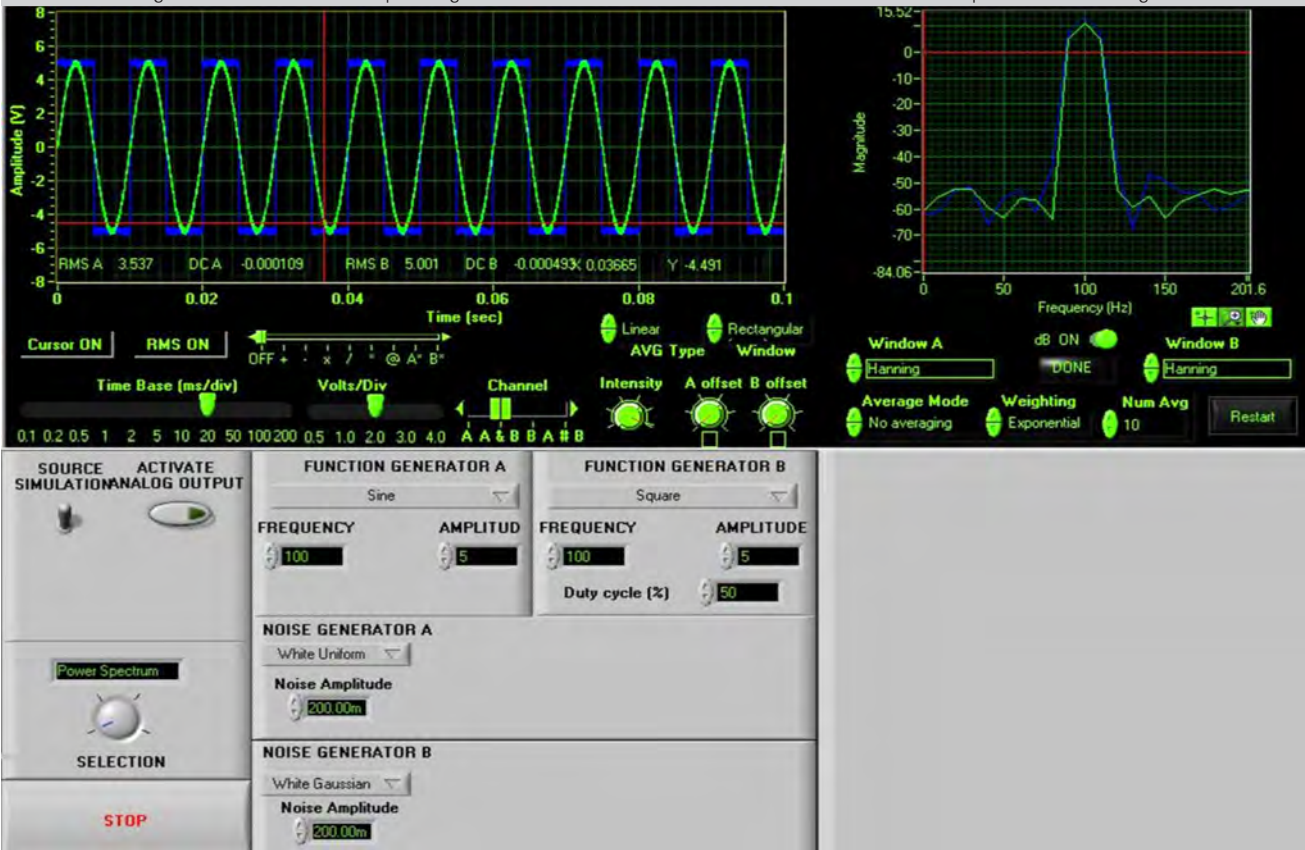 8
6
4
2
0
-2
-4
-6
-8
Amplitude (V)
RMS A 3.537 DC A -0.000109 RMS B 5.001 DC B -0.000493 X 0.03665 Y -4.491
0 0.02 0.04 0.06 0.08 0.1
Time (sec)
15.52
0
-10
-20
-30
-40
-50
-60
-70
-84.06
Magnitude
0 50 100 150 201.6
Frequency (Hz)
Cursor ON
RMS ON
OFF + - x / * @ A* B*
Linear
Rectangular
AVG Type Window
Window A
dB ON
Window B
Hanning
DONE
Hanning
Time Base (ms/div)
Volts/Div
Channel
Intensity
A offset
B offset
0.1 0.2 0.5 1 2 5 10 20 50 100 200
0.5 1.0 2.0 3.0 4.0
A A & B B A # B
Average Mode
Weighting
Num Avg
No averaging
Exponential
10
Restart
SOURCE SIMULATION
ACTIVATE ANALOG OUTPUT
FUNCTION GENERATOR A
Sine
FREQUENCY AMPLITUD
100 5
FUNCTION GENERATOR B
Square
FREQUENCY AMPLITUDE
100 5
Duty cycle (%) 50
NOISE GENERATOR A
White Uniform
Noise Amplitude
200.00m
Power Spectrum
SELECTION
NOISE GENERATOR B
White Gaussian
Noise Amplitude
200.00m
STOP